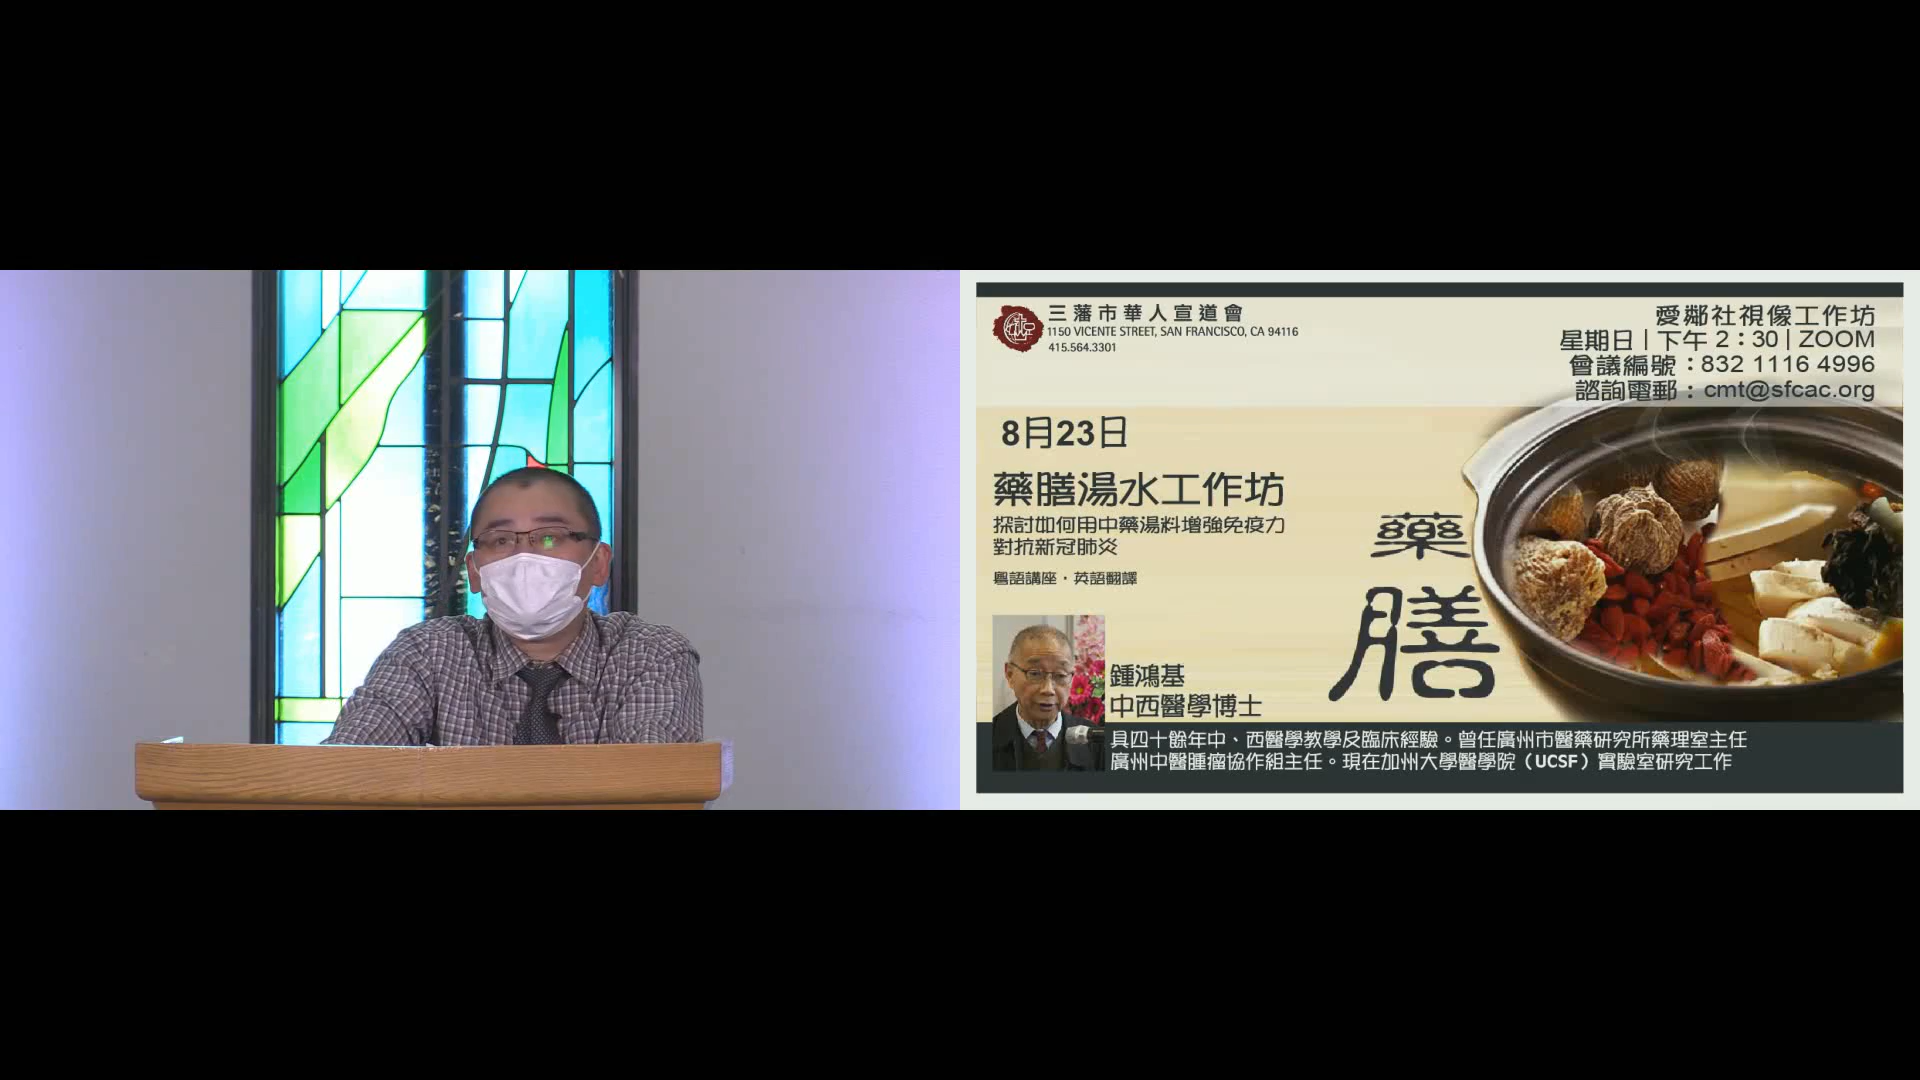 三藩市華人宣道會
1150 VICENTE STREET, SAN FRANCISCO, CA 94116
415.564.3301
愛鄰社視像工作坊
星期日 | 下午 2：30 | ZOOM
會議編號：832 1116 4996
諮詢電郵：cmt@sfcac.org
8月23日
藥膳湯水工作坊
探討如何用中藥湯料增強免疫力
對抗新冠肺炎
粵語講座・英語翻譯
藥
膳
鍾鴻基
中西醫學博士
具四十餘年中、西醫學教學及臨床經驗。曾任廣州市醫藥研究所藥理室主任
廣州中醫腫瘤協作組主任。現在加州大學醫學院（UCSF）實驗室研究工作